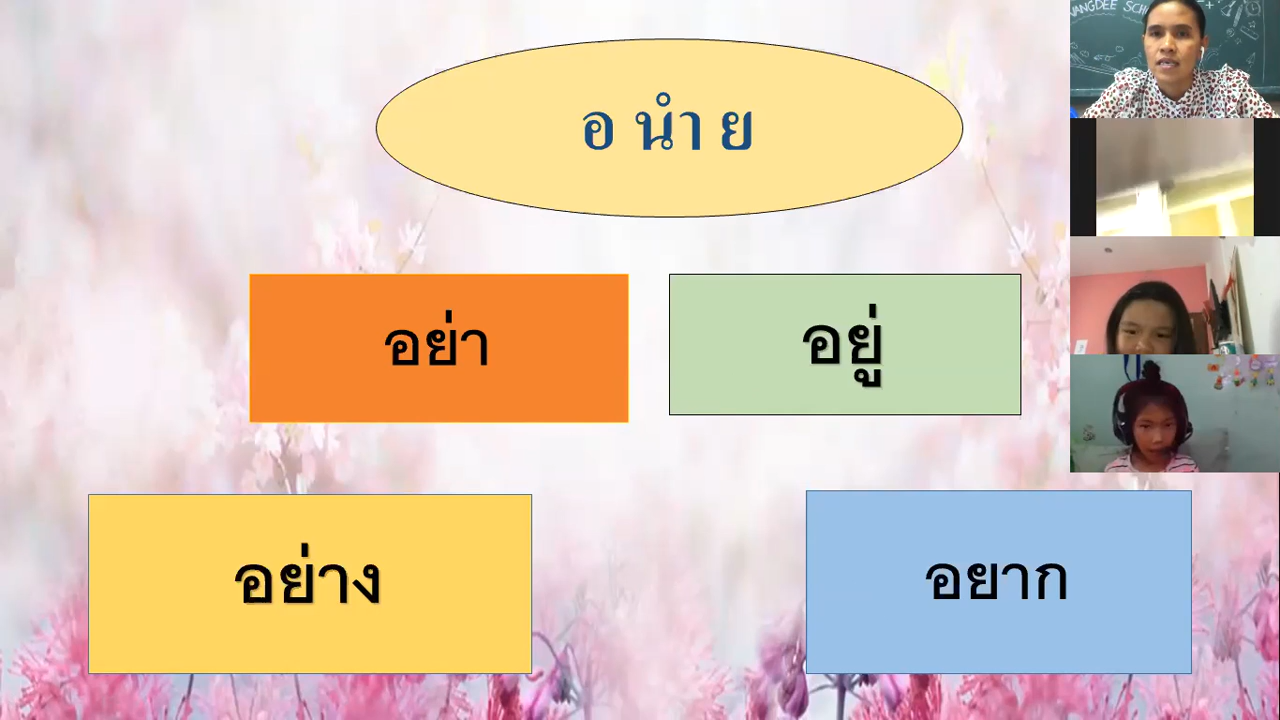 อ นำ ย
อย่า
อยู่
อย่าง
อยาก